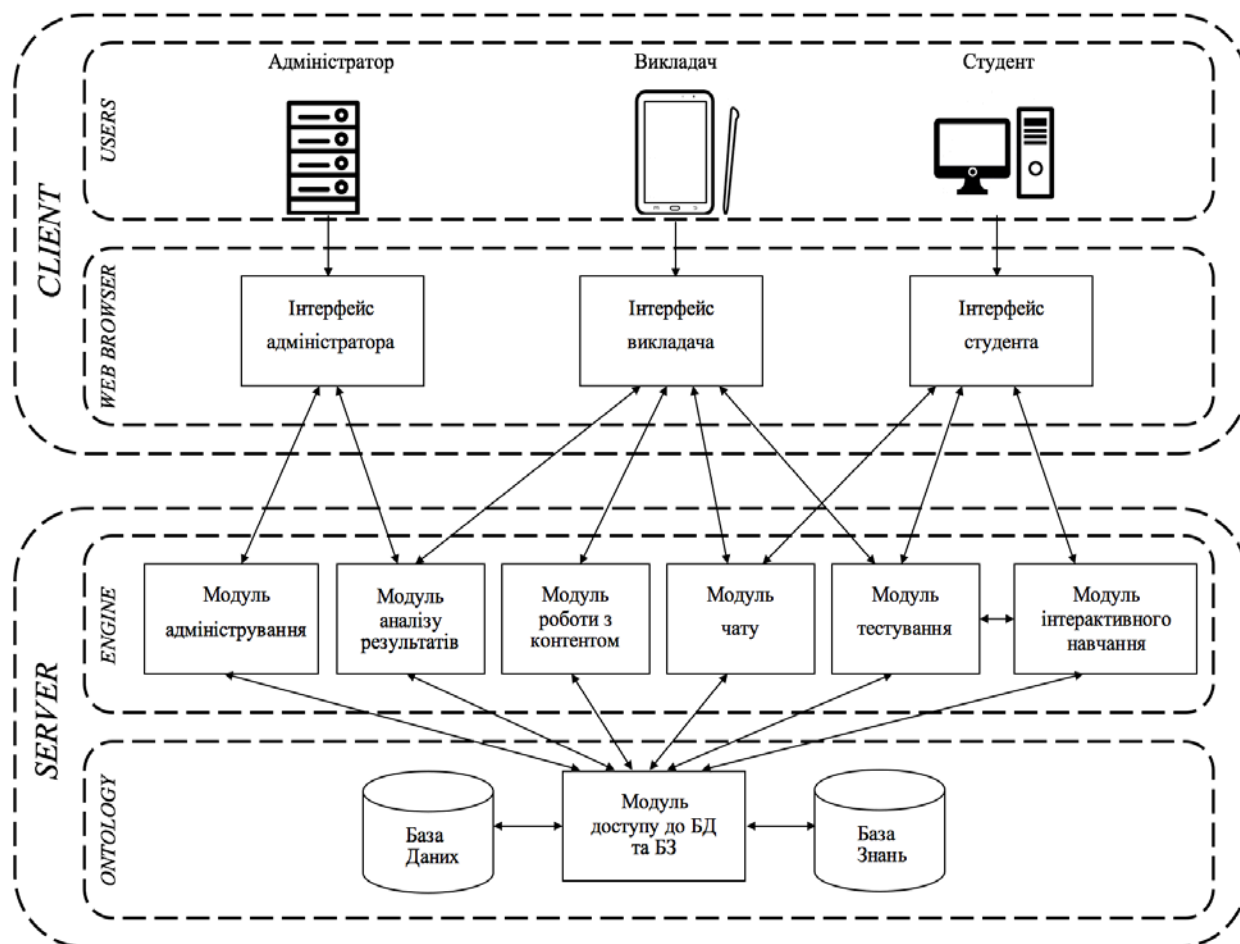 CLIENT
USERS
Адміністратор
Викладач
Студент
WEB BROWSER
Інтерфейс
адміністратора
Інтерфейс
викладача
Інтерфейс
студента
SERVER
ENGINE
Модуль
адміністрування
Модуль
аналізу
результатів
Модуль
роботи з
контентом
Модуль
чату
Модуль
тестування
Модуль
інтерактивного
навчання
ONTOLOGY
База
Даних
Модуль
доступу до БД
та БЗ
База
Знань